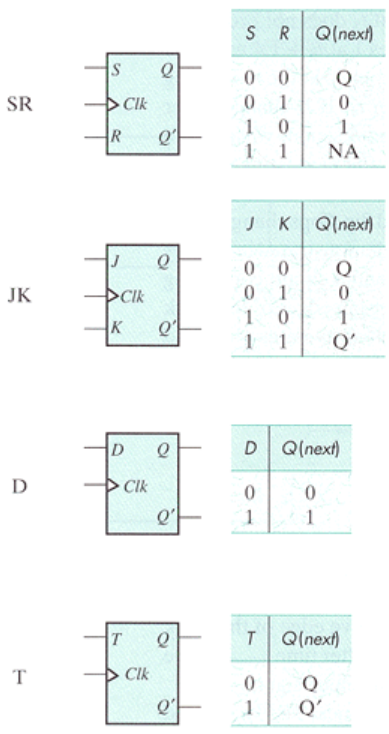 S R Q(next)
S Q
0 0 Q
SR
Clk
0 1 0
1 0 1
R Q'
1 1 NA
J K Q(next)
J Q
0 0 Q
JK
Clk
0 1 0
1 0 1
K Q'
1 1 Q'
D Q
D Q(next)
D
Clk
0 0
Q'
1 1
T Q
T Q(next)
T
Clk
0 Q
Q'
1 Q'